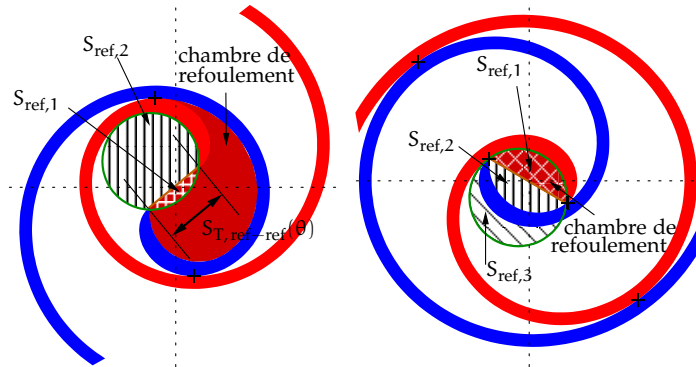 S_ref,2
chambre de
refoulement
S_ref,1
S_T,ref−ref(θ)
S_ref,1
S_ref,2
chambre de
refoulement
S_ref,3